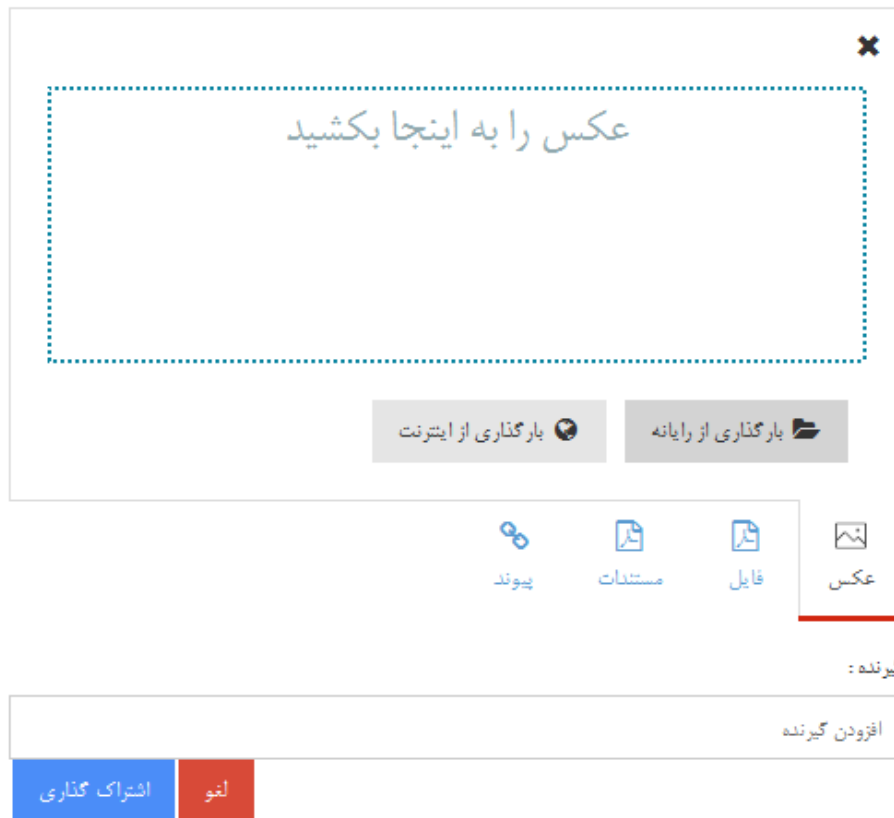 عکس را به اینجا بکشید
بارگذاری از رایانه بارگذاری از اینترنت
عکس فایل مستندات پیوند
یرنده :
افزودن گیرنده
لغو اشتراک گذاری